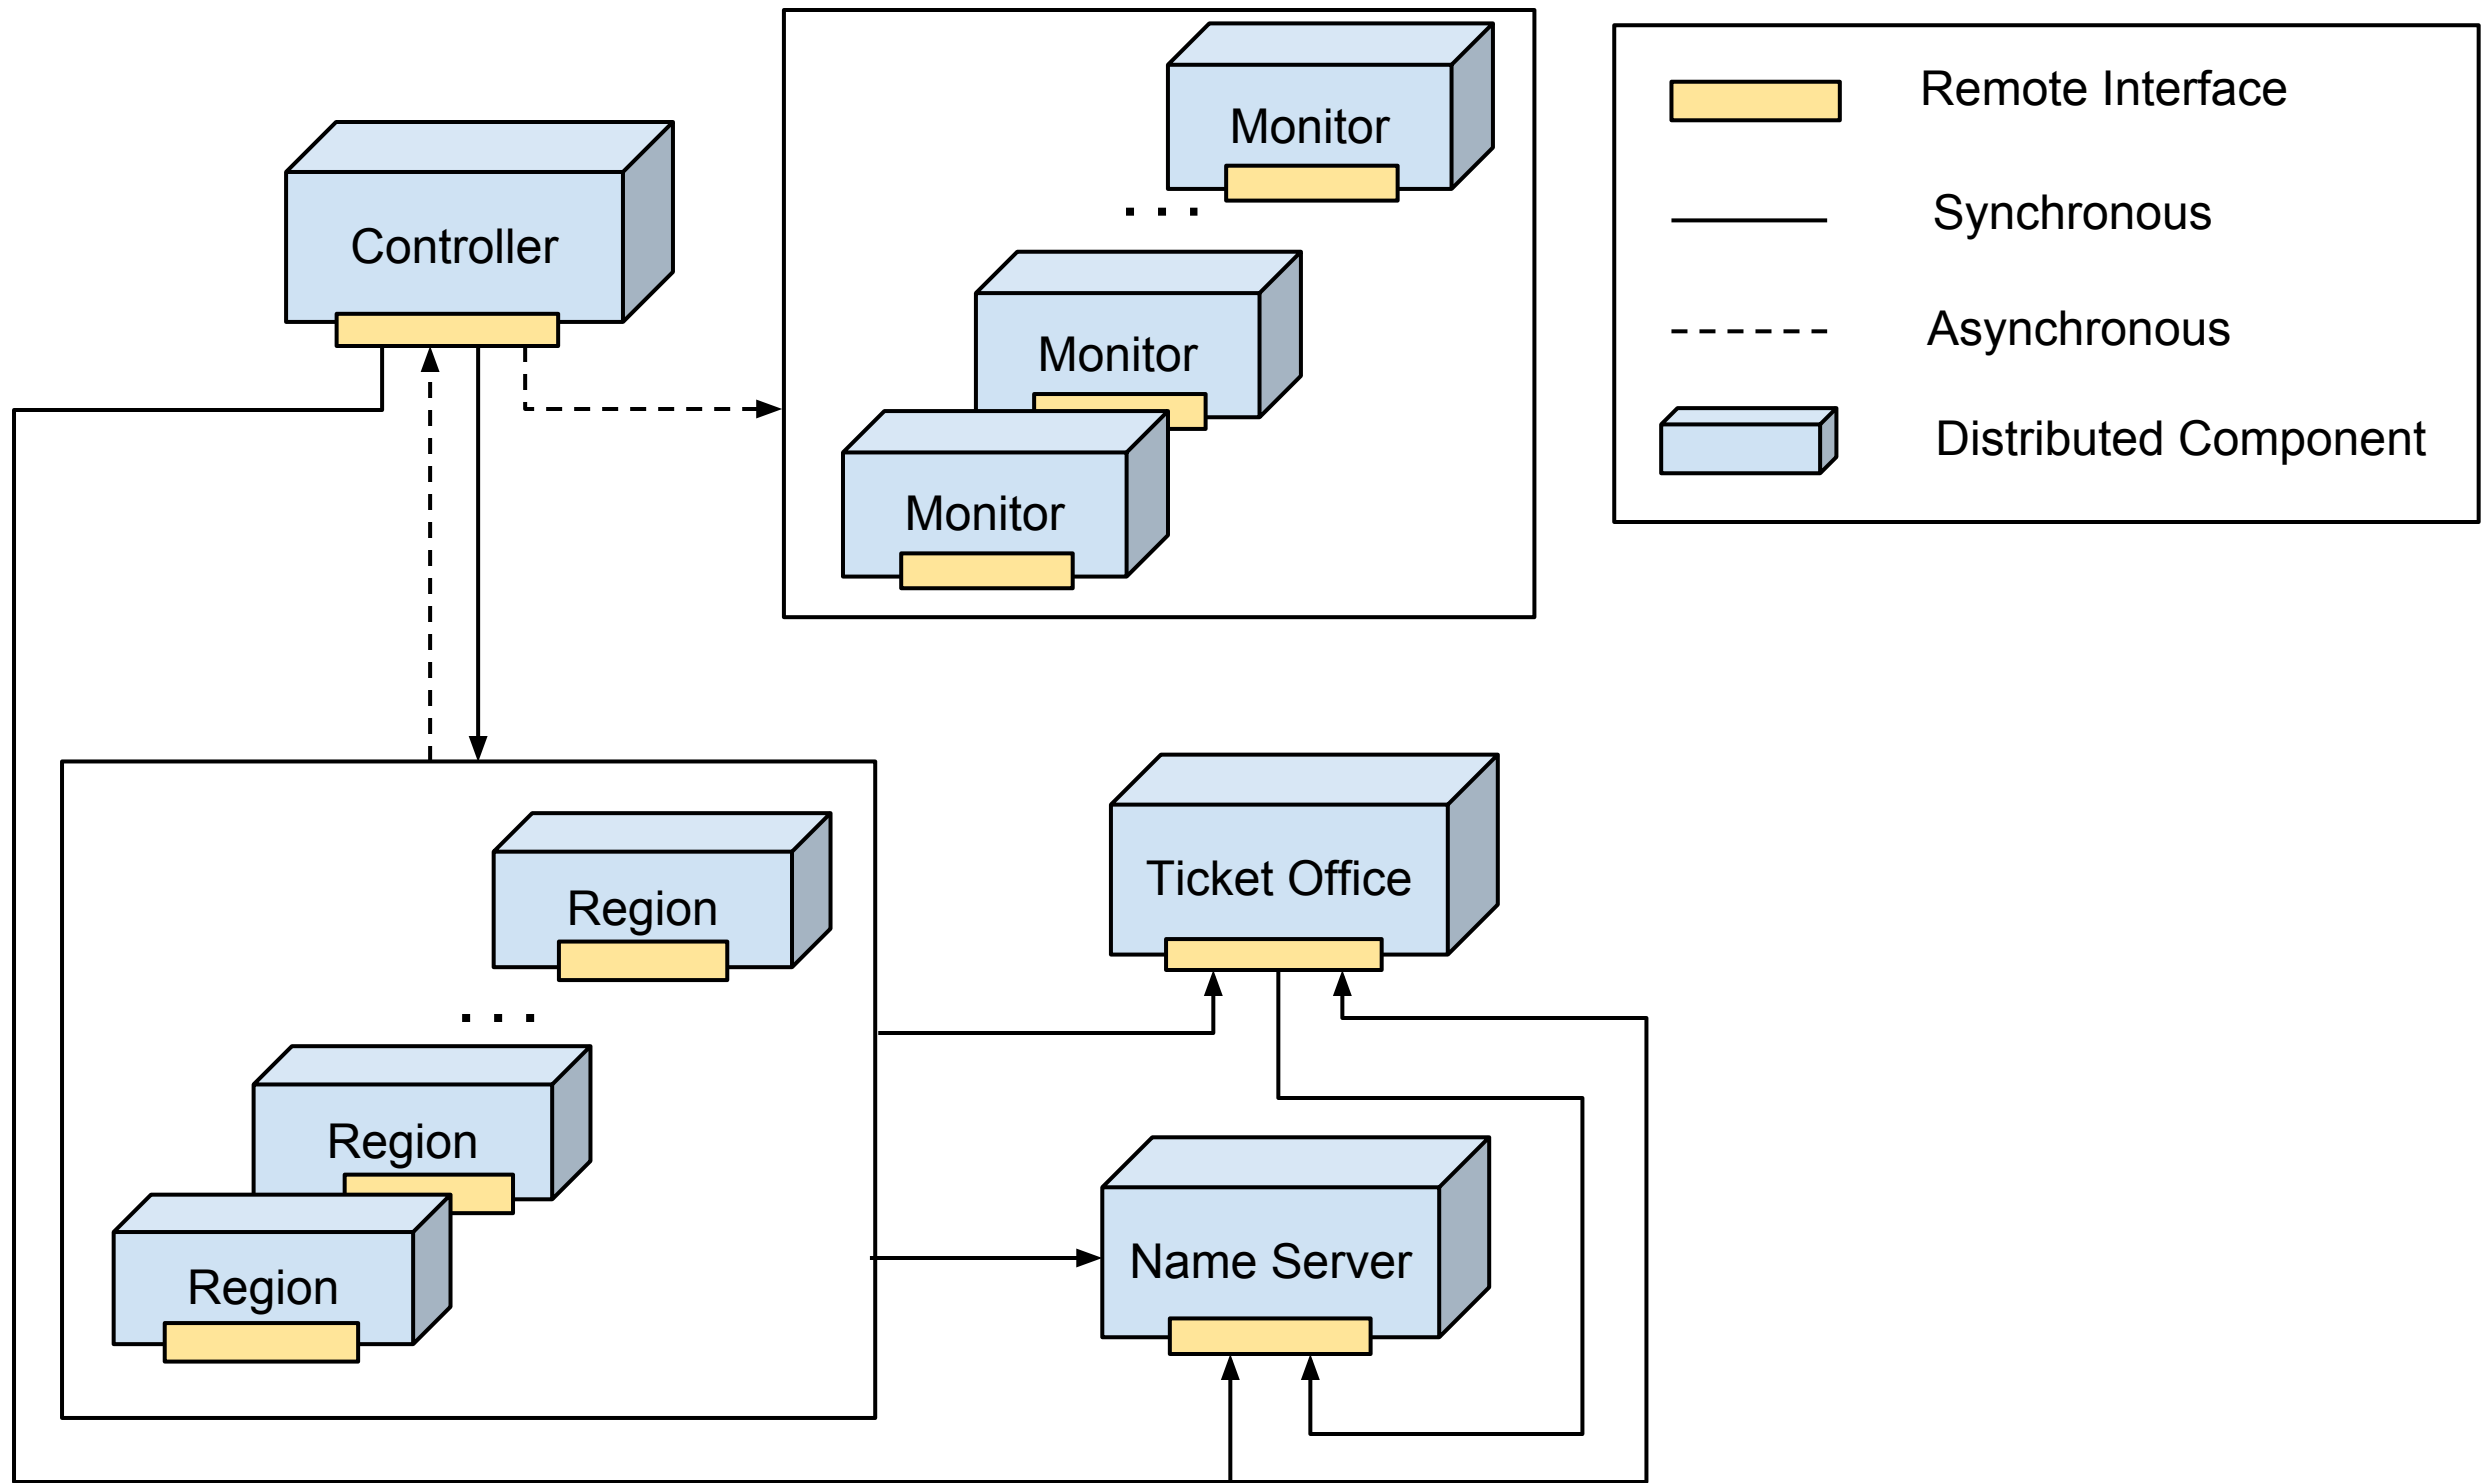 Monitor
. . .
Monitor
Monitor
Controller
Remote Interface
Synchronous
Asynchronous
Distributed Component
Region
. . .
Region
Region
Ticket Office
Name Server